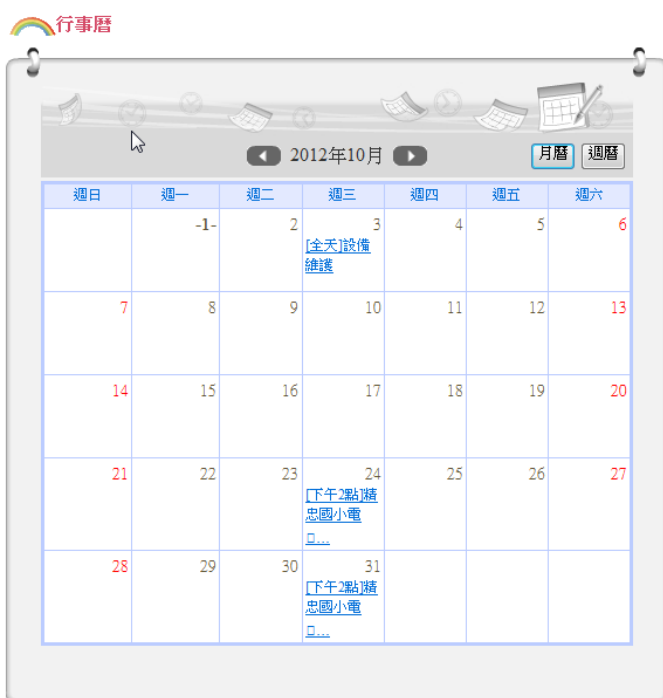 行事曆
2012年10月
月曆 週曆
週日 週一 週二 週三 週四 週五 週六
-1- 2 3 4 5 6
[全天]設備
維護
7 8 9 10 11 12 13
14 15 16 17 18 19 20
21 22 23 24 25 26 27
[下午2點]精
忠國小電
□...
28 29 30 31
[下午2點]精
忠國小電
□...